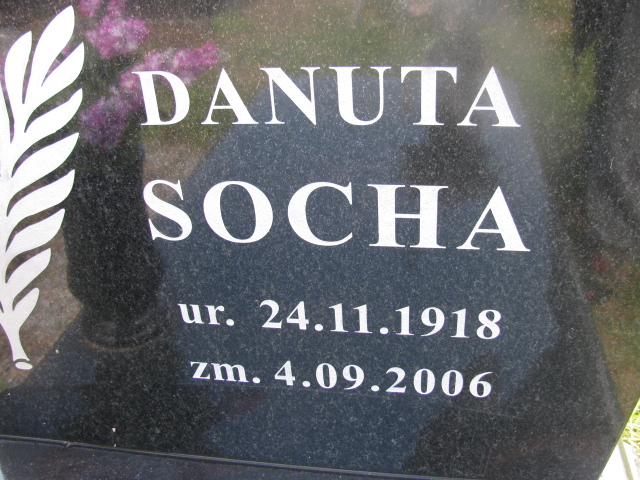 DANUTA
SOCHA
ur. 24.11.1918
zm. 4.09.2006